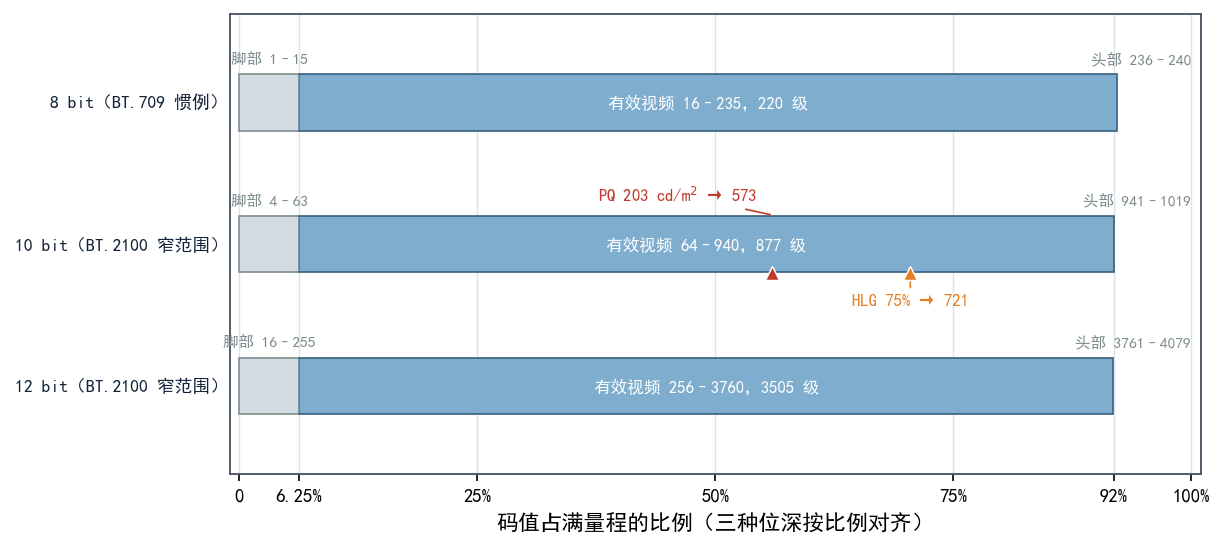 脚部 1–15
头部 236–240
8 bit（BT.709 惯例）
有效视频 16–235，220 级
PQ 203 cd/m² → 573
脚部 4–63
头部 941–1019
10 bit（BT.2100 窄范围）
有效视频 64–940，877 级
HLG 75% → 721
脚部 16–255
头部 3761–4079
12 bit（BT.2100 窄范围）
有效视频 256–3760，3505 级
0 6.25% 25% 50% 75% 92% 100%
码值占满量程的比例（三种位深按比例对齐）